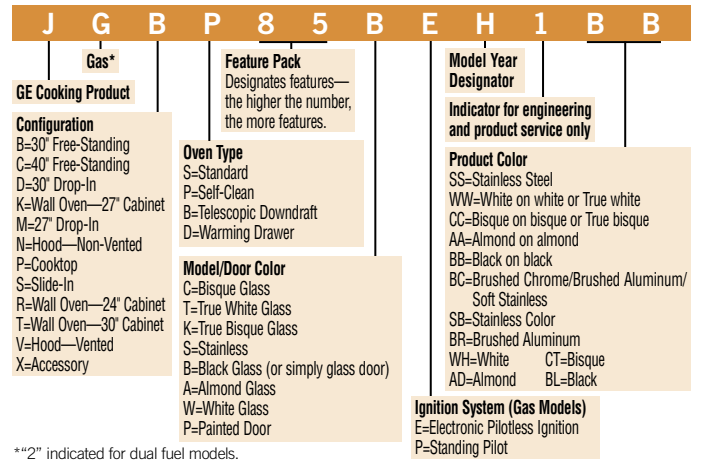 J G B P 8 5 B E H 1 B B
Gas*
GE Cooking Product
Configuration
B=30" Free-Standing
C=40" Free-Standing
D=30" Drop-In
K=Wall Oven—27" Cabinet
M=27" Drop-In
N=Hood—Non-Vented
P=Cooktop
S=Slide-In
R=Wall Oven—24" Cabinet
T=Wall Oven—30" Cabinet
V=Hood—Vented
X=Accessory
Feature Pack
Designates features—
the higher the number,
the more features.
Oven Type
S=Standard
P=Self-Clean
B=Telescopic Downdraft
D=Warming Drawer
Model/Door Color
C=Bisque Glass
T=True White Glass
K=True Bisque Glass
S=Stainless
B=Black Glass (or simply glass door)
A=Almond Glass
W=White Glass
P=Painted Door
Model Year
Designator
Indicator for engineering
and product service only
Product Color
SS=Stainless Steel
WW=White on white or True white
CC=Bisque on bisque or True bisque
AA=Almond on almond
BB=Black on black
BC=Brushed Chrome/Brushed Aluminum/
Soft Stainless
SB=Stainless Color
BR=Brushed Aluminum
WH=White CT=Bisque
AD=Almond BL=Black
Ignition System (Gas Models)
E=Electronic Pilotless Ignition
P=Standing Pilot
*“2” indicated for dual fuel models.